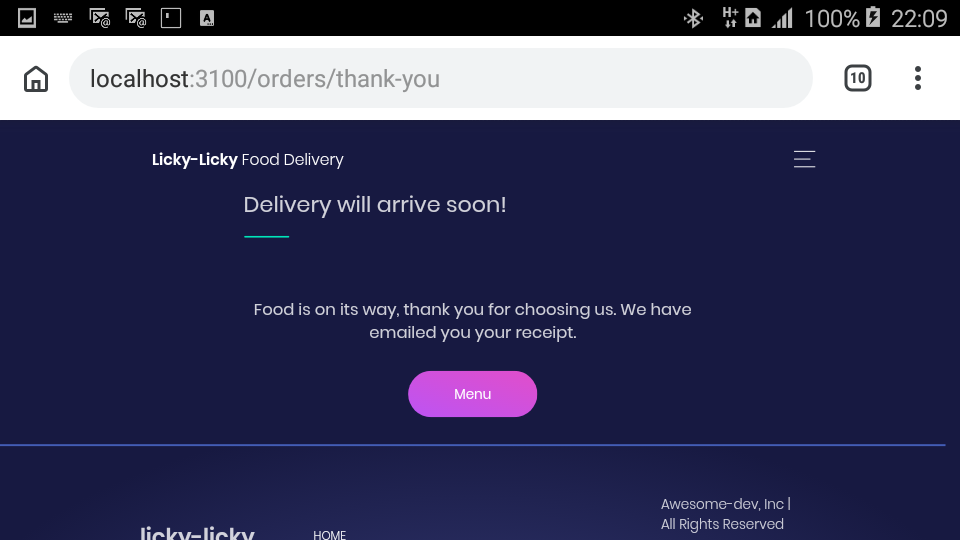 100% 22:09
localhost:3100/orders/thank-you
10
Licky-Licky Food Delivery
Delivery will arrive soon!
Food is on its way, thank you for choosing us. We have
emailed you your receipt.
Menu
Awesome-dev, Inc |
All Rights Reserved
licky-licky
HOME